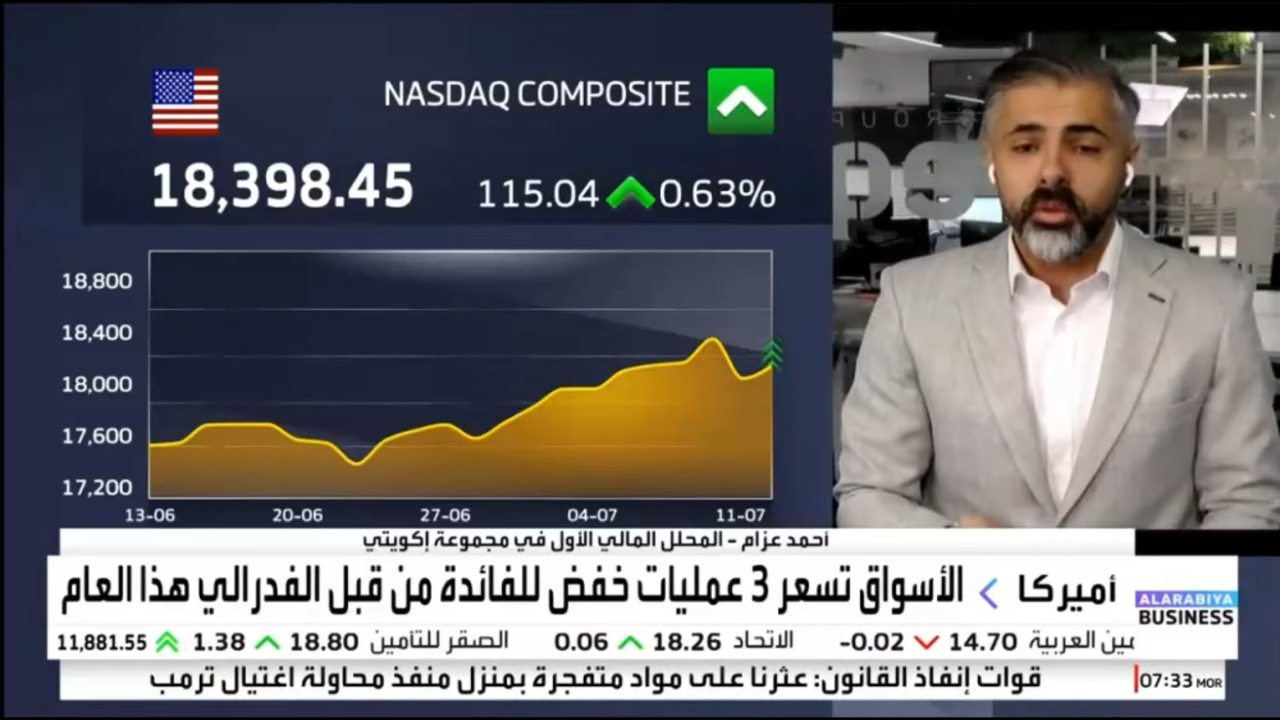 NASDAQ COMPOSITE
18,398.45 115.04 0.63%
18,800
18,400
18,000
17,600
17,200
13-06 20-06 27-06 04-07 11-07
أحمد عزام - المحلل المالي الأول في مجموعة إكويتي
أميركا > الأسواق تسعر 3 عمليات خفض للفائدة من قبل الفدرالي هذا العام
ALARABIYA
BUSINESS
مين العربية 14.70 -0.02 الاتحاد 18.26 0.06 الصقر للتأمين 18.80 1.38 11,881.55
قوات إنفاذ القانون: عثرنا على مواد متفجرة بمنزل منفذ محاولة اغتيال ترمب
07:33 MOR